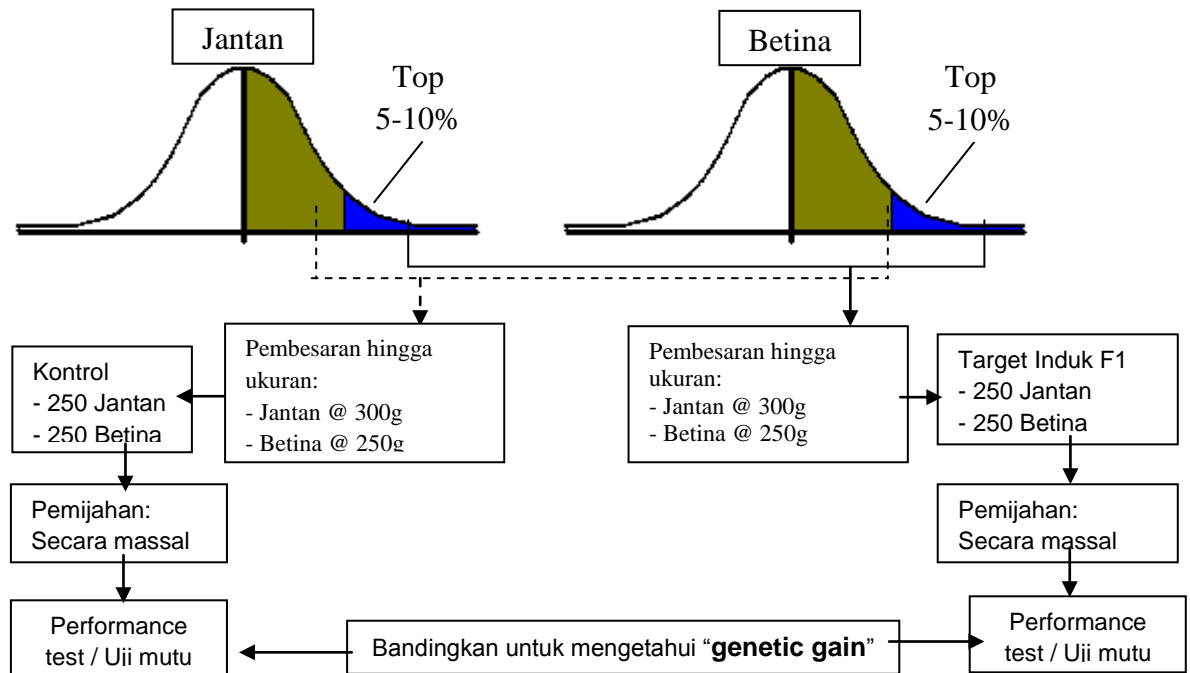 Jantan
Top
5-10%
Betina
Top
5-10%
Pembesaran hingga
ukuran:
- Jantan @ 300g
- Betina @ 250g
Pembesaran hingga
ukuran:
- Jantan @ 300g
- Betina @ 250g
Kontrol
- 250 Jantan
- 250 Betina
Target Induk F1
- 250 Jantan
- 250 Betina
Pemijahan:
Secara massal
Pemijahan:
Secara massal
Performance
test / Uji mutu
Bandingkan untuk mengetahui “genetic gain”
Performance
test / Uji mutu